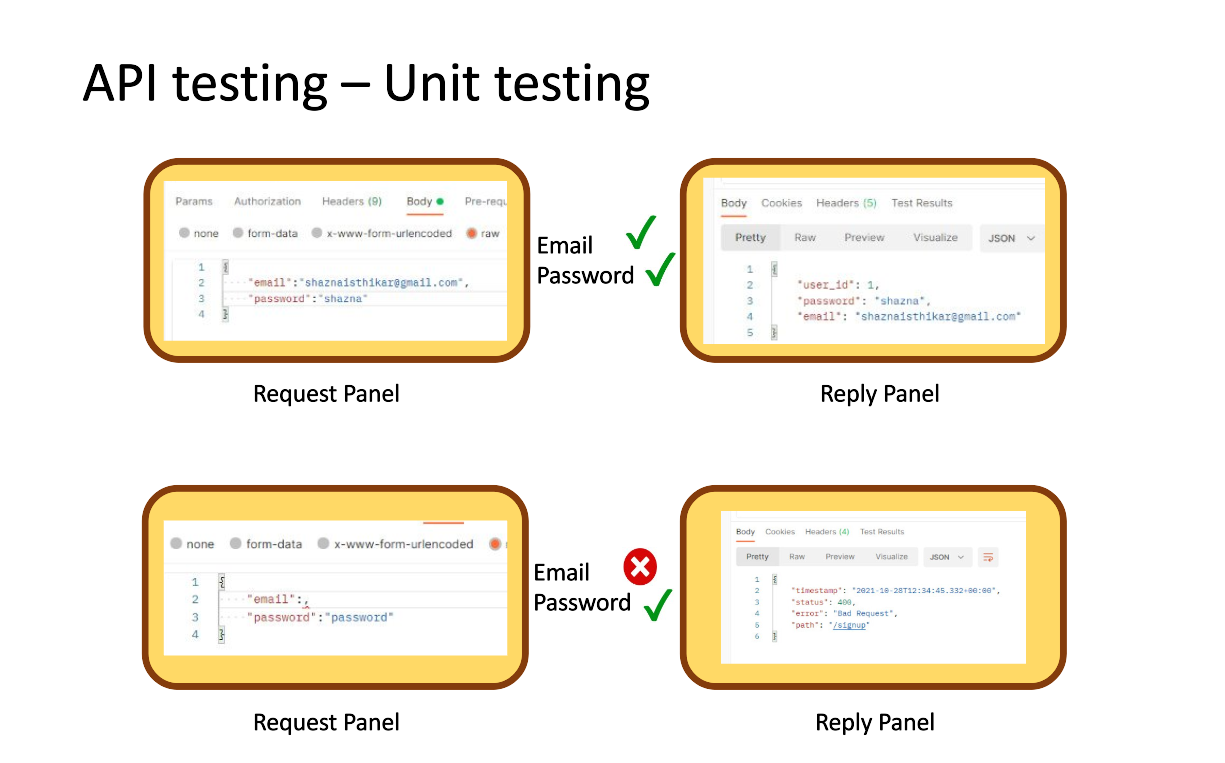 API testing – Unit testing
Params Authorization Headers (9) Body Pre-requ
none form-data x-www-form-urlencoded raw
1 {
2 "email":"shaznaisthikar@gmail.com",
3 "password":"shazna"
4 }
Email
Password
Body Cookies Headers (5) Test Results
Pretty Raw Preview Visualize JSON
1 {
2 "user_id": 1,
3 "password": "shazna",
4 "email": "shaznaisthikar@gmail.com"
5 }
Request Panel
Reply Panel
none form-data x-www-form-urlencoded
1 {
2 "email":,
3 "password":"password"
4 }
Email
Password
Body Cookies Headers (4) Test Results
Pretty Raw Preview Visualize JSON
1 {
2 "timestamp": "2021-10-28T12:34:45.332+00:00",
3 "status": 400,
4 "error": "Bad Request",
5 "path": "/signup"
6 }
Request Panel
Reply Panel